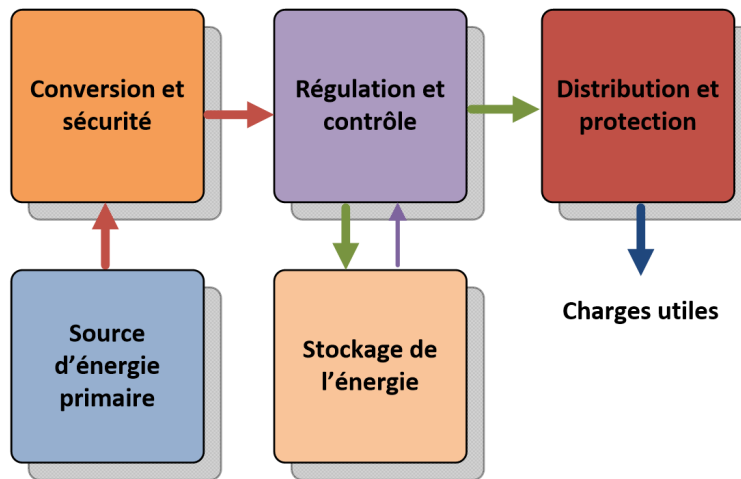 Conversion et
sécurité
Régulation et
contrôle
Distribution et
protection
Source
d’énergie
primaire
Stockage de
l’énergie
Charges utiles